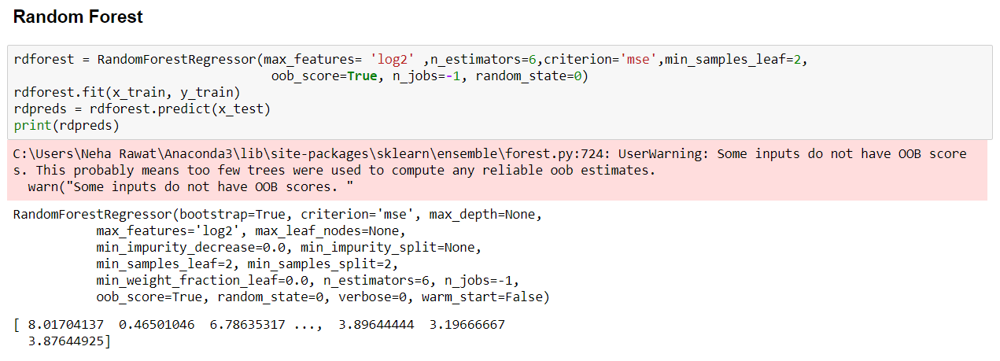 Random Forest
rdforest = RandomForestRegressor(max_features= 'log2' ,n_estimators=6,criterion='mse',min_samples_leaf=2,
oob_score=True, n_jobs=-1, random_state=0)
rdforest.fit(x_train, y_train)
rdpreds = rdforest.predict(x_test)
print(rdpreds)
C:\Users\Neha Rawat\Anaconda3\lib\site-packages\sklearn\ensemble\forest.py:724: UserWarning: Some inputs do not have OOB score
s. This probably means too few trees were used to compute any reliable oob estimates.
warn("Some inputs do not have OOB scores. "
RandomForestRegressor(bootstrap=True, criterion='mse', max_depth=None,
max_features='log2', max_leaf_nodes=None,
min_impurity_decrease=0.0, min_impurity_split=None,
min_samples_leaf=2, min_samples_split=2,
min_weight_fraction_leaf=0.0, n_estimators=6, n_jobs=-1,
oob_score=True, random_state=0, verbose=0, warm_start=False)
[ 8.01704137  0.46501046  6.78635317 ...,  3.89644444  3.19666667
3.87644925]